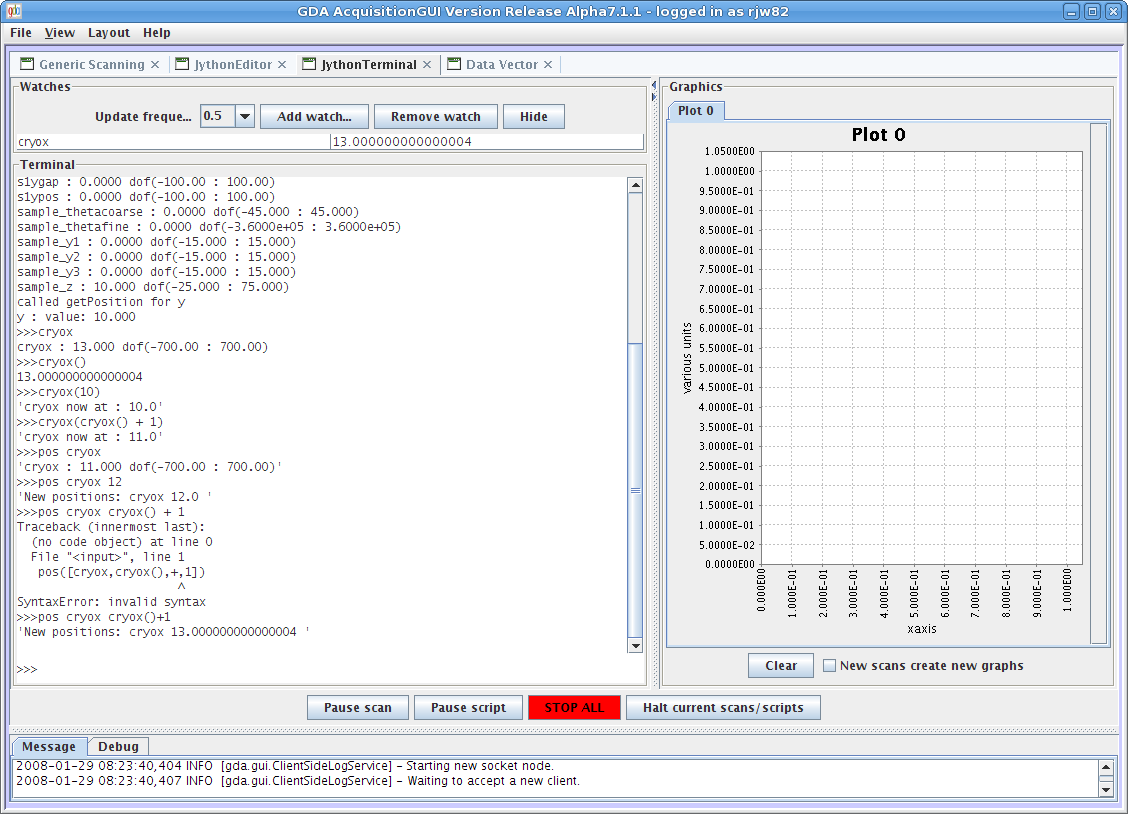 gda GDA AcquisitionGUI Version Release Alpha7.1.1 - logged in as rjw82
File View Layout Help
Generic Scanning JythonEditor JythonTerminal Data Vector
Watches
Update freque... 0.5 Add watch... Remove watch Hide
cryox 13.000000000000004
Terminal
s1ygap : 0.0000 dof(-100.00 : 100.00)
s1ypos : 0.0000 dof(-100.00 : 100.00)
sample_thetacoarse : 0.0000 dof(-45.000 : 45.000)
sample_thetafine : 0.0000 dof(-3.6000e+05 : 3.6000e+05)
sample_y1 : 0.0000 dof(-15.000 : 15.000)
sample_y2 : 0.0000 dof(-15.000 : 15.000)
sample_y3 : 0.0000 dof(-15.000 : 15.000)
sample_z : 10.000 dof(-25.000 : 75.000)
called getPosition for y
y : value: 10.000
>>>cryox
cryox : 13.000 dof(-700.00 : 700.00)
>>>cryox()
13.000000000000004
>>>cryox(10)
'cryox now at : 10.0'
>>>cryox(cryox() + 1)
'cryox now at : 11.0'
>>>pos cryox
'cryox : 11.000 dof(-700.00 : 700.00)'
>>>pos cryox 12
'New positions: cryox 12.0 '
>>>pos cryox cryox() + 1
Traceback (innermost last):
(no code object) at line 0
File "<input>", line 1
pos([cryox,cryox(),+,1])
^
SyntaxError: invalid syntax
>>>pos cryox cryox()+1
'New positions: cryox 13.000000000000004 '
>>>
Graphics
Plot 0
Plot 0
1.0500E00
1.0000E00
9.5000E-01
9.0000E-01
8.5000E-01
8.0000E-01
7.5000E-01
7.0000E-01
6.5000E-01
6.0000E-01
5.5000E-01
5.0000E-01
4.5000E-01
4.0000E-01
3.5000E-01
3.0000E-01
2.5000E-01
2.0000E-01
1.5000E-01
1.0000E-01
5.0000E-02
0.0000E00
various units
0.000E00 1.000E-01 2.000E-01 3.000E-01 4.000E-01 5.000E-01 6.000E-01 7.000E-01 8.000E-01 9.000E-01 1.000E00
xaxis
Clear New scans create new graphs
Pause scan Pause script STOP ALL Halt current scans/scripts
Message Debug
2008-01-29 08:23:40,404 INFO [gda.gui.ClientSideLogService] - Starting new socket node.
2008-01-29 08:23:40,407 INFO [gda.gui.ClientSideLogService] - Waiting to accept a new client.